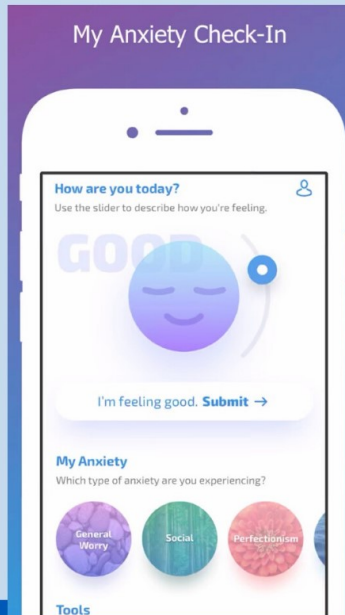 My Anxiety Check-In
How are you today?
Use the slider to describe how you're feeling.
GOOD
I'm feeling good. Submit →
My Anxiety
Which type of anxiety are you experiencing?
General
Worry
Social
Perfectionism
Tools